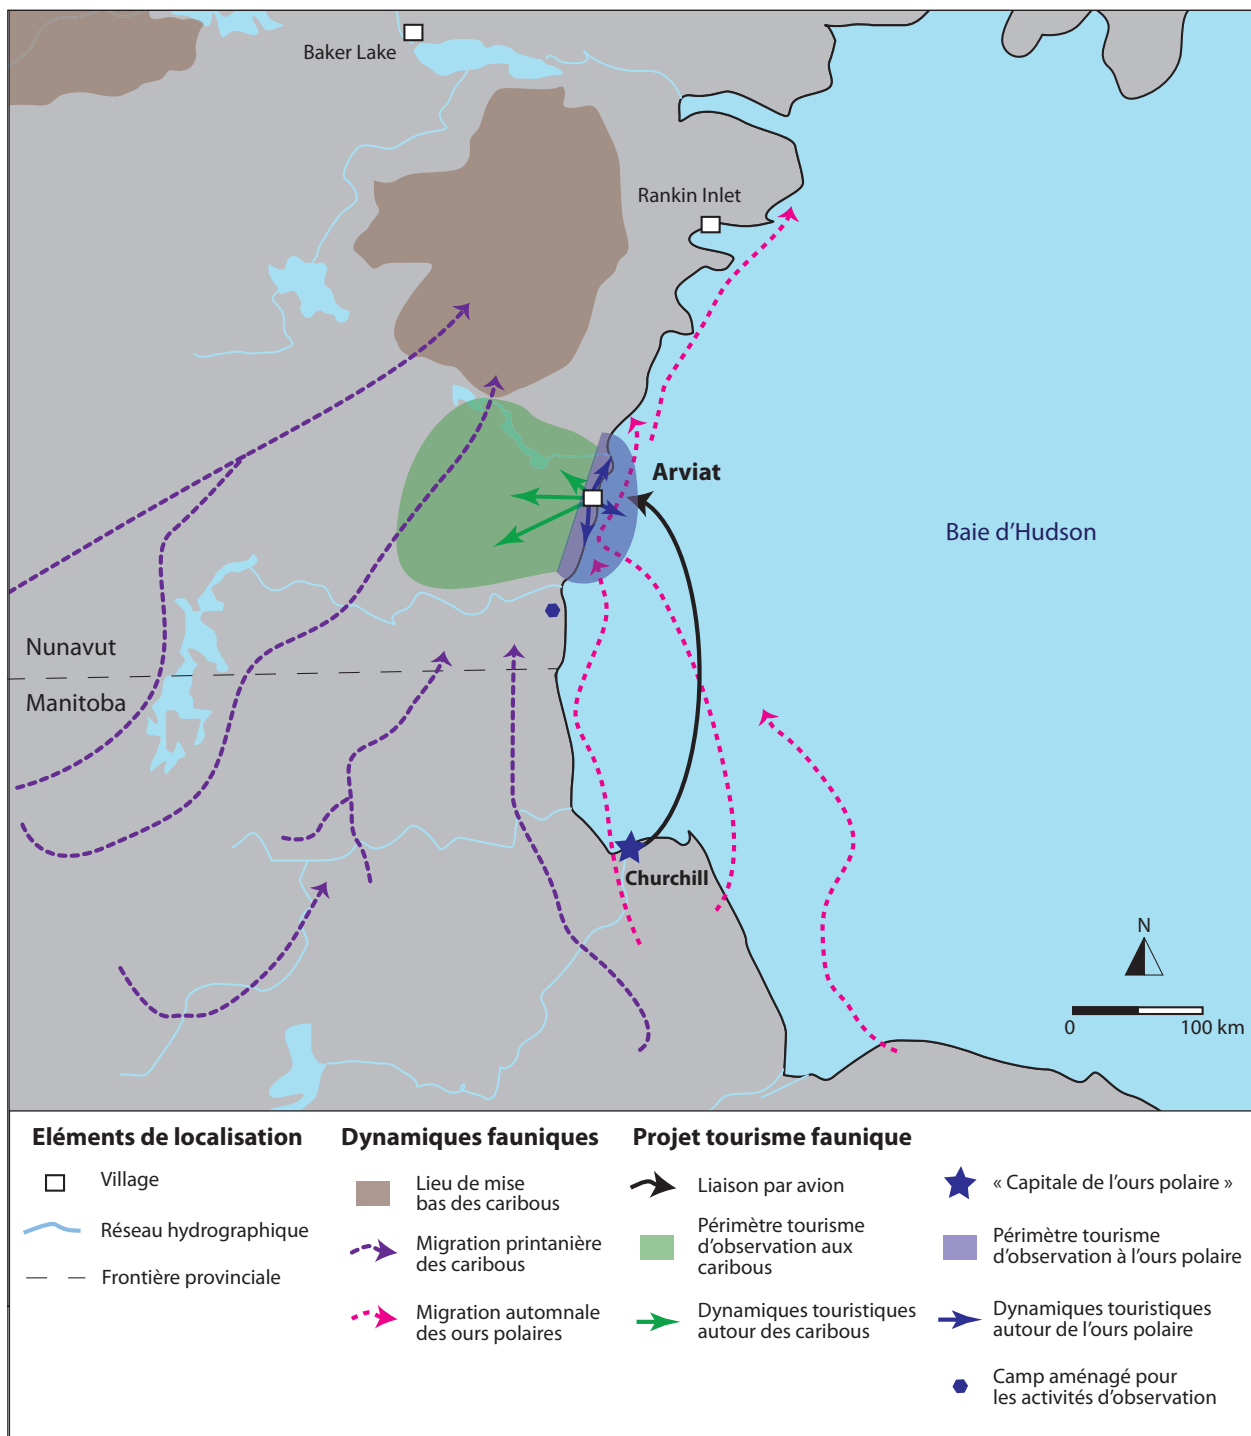 Baker Lake
Rankin Inlet
Arviat
Baie d'Hudson
Nunavut
Manitoba
Churchill
N
0 100 km
Eléments de localisation
Village
Réseau hydrographique
Frontière provinciale
Dynamiques fauniques
Lieu de mise
bas des caribous
Migration printanière
des caribous
Migration automnale
des ours polaires
Projet tourisme faunique
Liaison par avion
Périmètre tourisme
d'observation aux
caribous
Dynamiques touristiques
autour des caribous
« Capitale de l'ours polaire »
Périmètre tourisme
d'observation à l'ours polaire
Dynamiques touristiques
autour de l'ours polaire
Camp aménagé pour
les activités d'observation